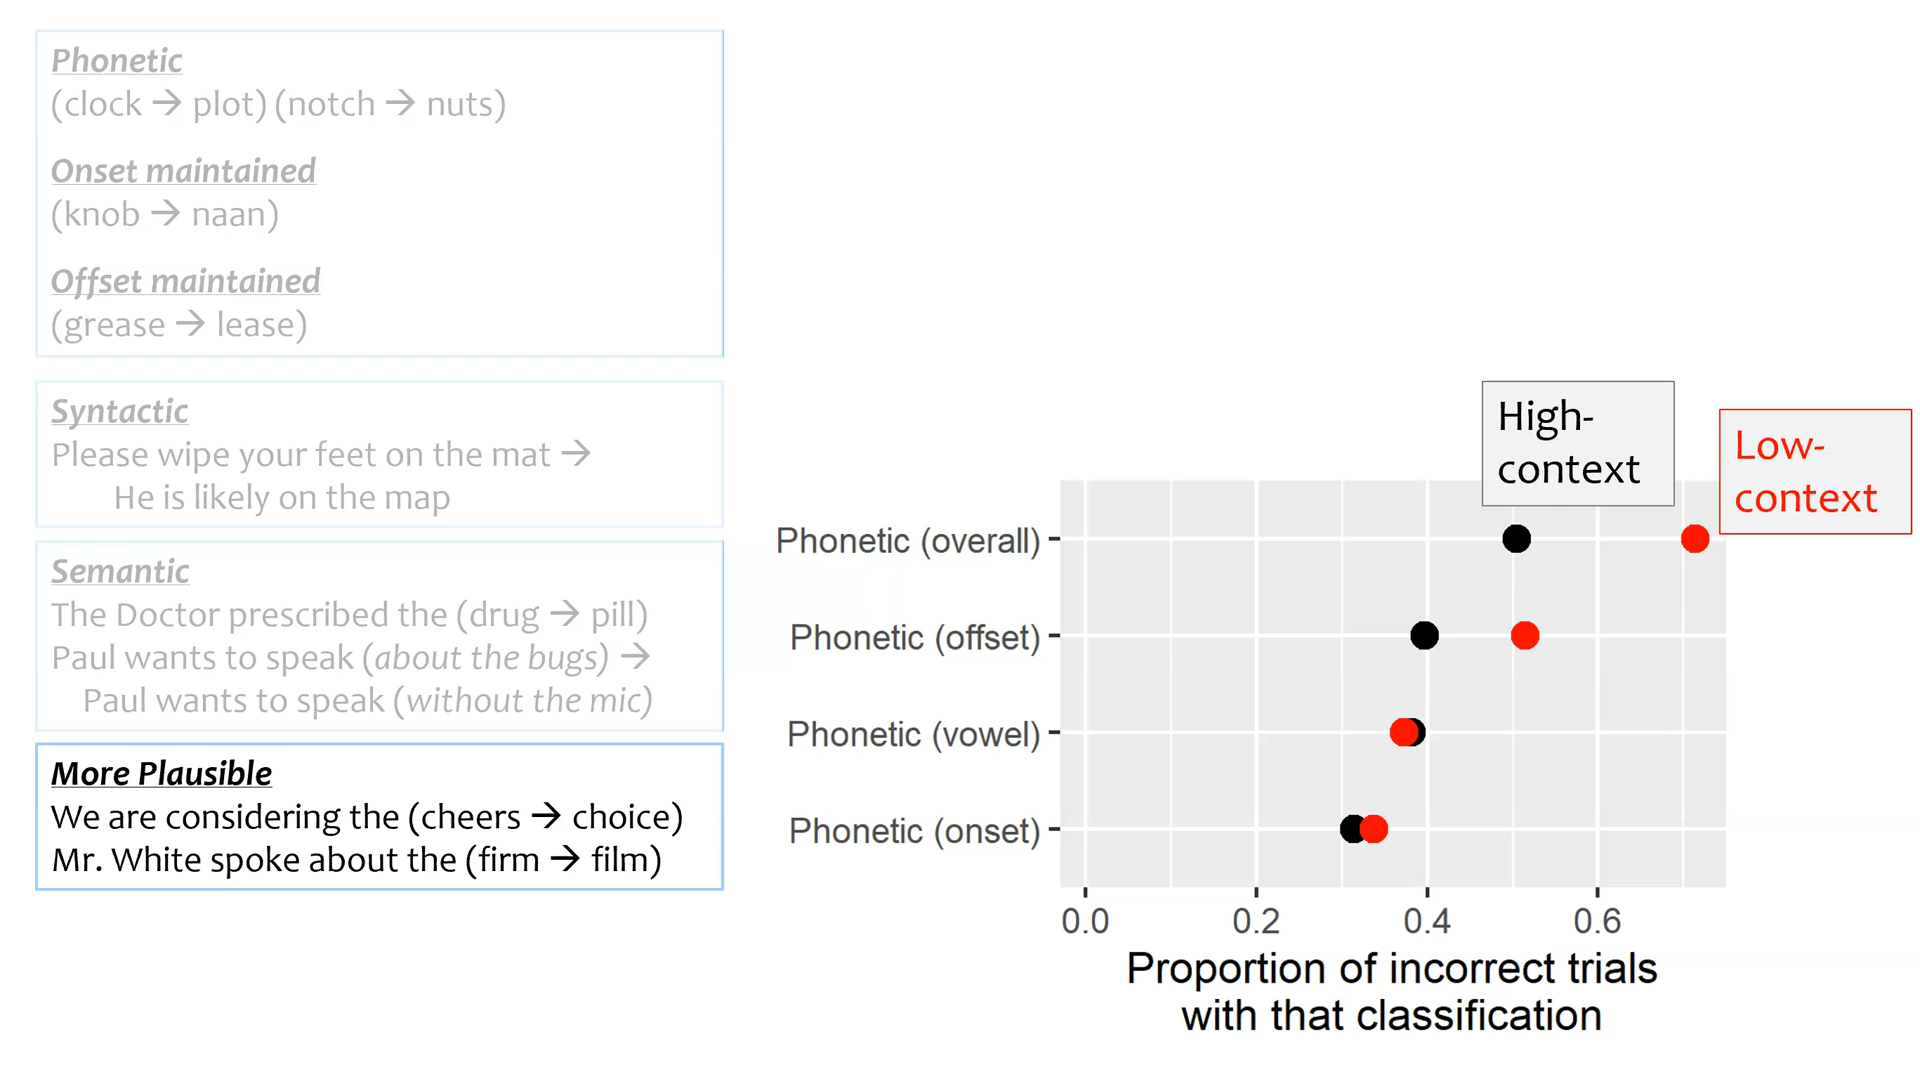 Phonetic
(clock → plot) (notch → nuts)
Onset maintained
(knob → naan)
Offset maintained
(grease → lease)
Syntactic
Please wipe your feet on the mat →
He is likely on the map
Semantic
The Doctor prescribed the (drug → pill)
Paul wants to speak (about the bugs) →
Paul wants to speak (without the mic)
More Plausible
We are considering the (cheers → choice)
Mr. White spoke about the (firm → film)
High-
context
Low-
context
Phonetic (overall)
Phonetic (offset)
Phonetic (vowel)
Phonetic (onset)
0.0 0.2 0.4 0.6
Proportion of incorrect trials
with that classification